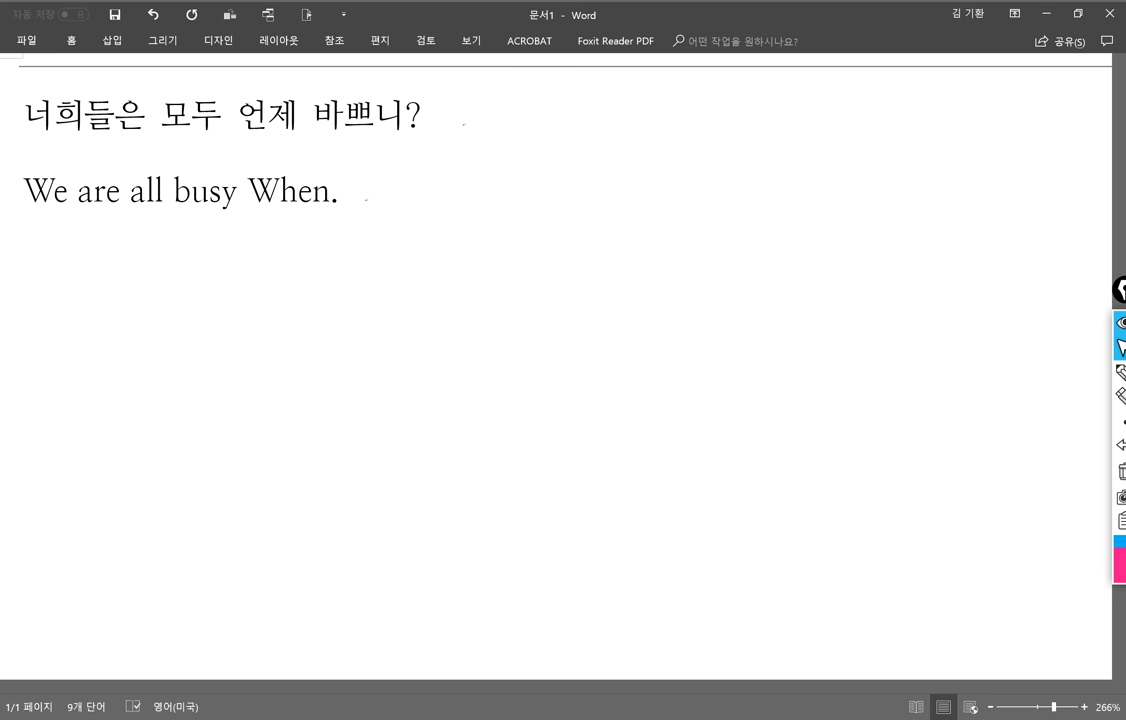 자동 저장
문서1 - Word
김 기환
파일 홈 삽입 그리기 디자인 레이아웃 참조 편지 검토 보기 ACROBAT Foxit Reader PDF 어떤 작업을 원하시나요? 공유(S)
너희들은 모두 언제 바쁘니?
We are all busy When.
1/1 페이지 9개 단어 영어(미국) 266%